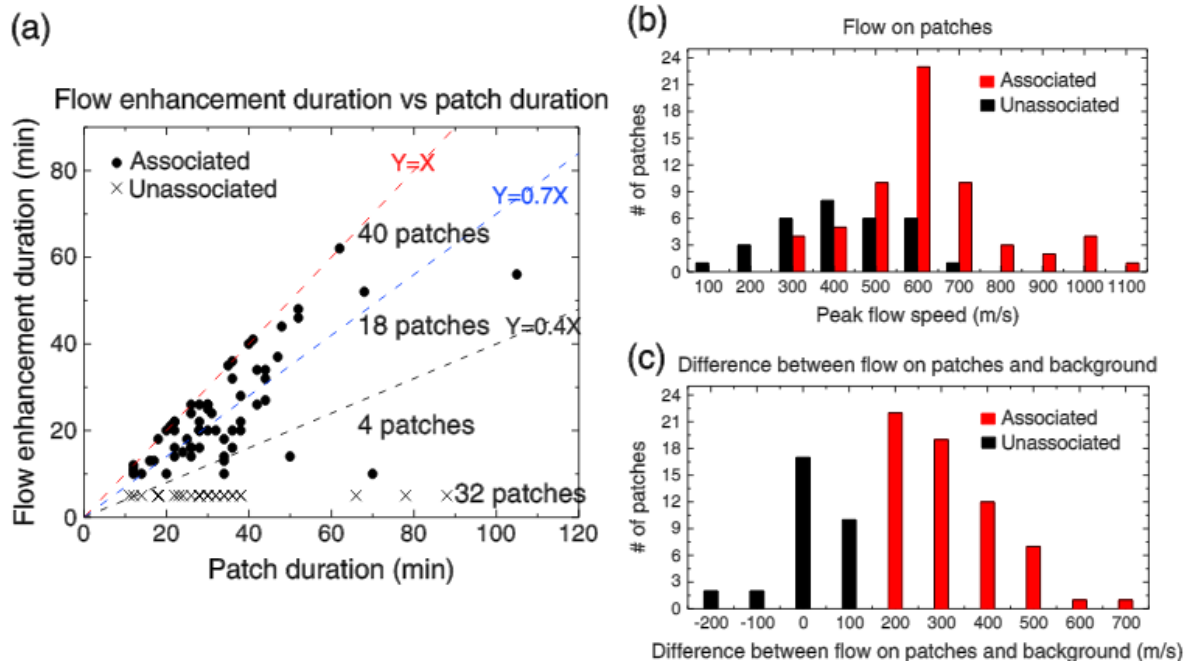 (a)
Flow enhancement duration vs patch duration
Flow enhancement duration (min)
80
60
40
20
0
● Associated
× Unassociated
Y=X
Y=0.7X
40 patches
18 patches
Y=0.4X
4 patches
32 patches
0 20 40 60 80 100 120
Patch duration (min)
(b)
Flow on patches
# of patches
24
21
18
15
12
9
6
3
0
Associated
Unassociated
100 200 300 400 500 600 700 800 900 1000 1100
Peak flow speed (m/s)
(c)
Difference between flow on patches and background
# of patches
24
21
18
15
12
9
6
3
0
Associated
Unassociated
-200 -100 0 100 200 300 400 500 600 700
Difference between flow on patches and background (m/s)